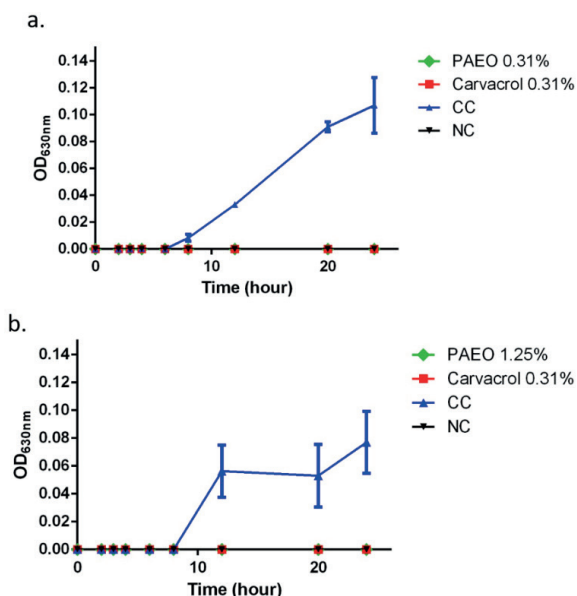 a.
0.14
0.12
0.10
0.08
0.06
0.04
0.02
0.00
OD630nm
0
10
20
Time (hour)
PAEO 0.31%
Carvacrol 0.31%
CC
NC
b.
0.14
0.12
0.10
0.08
0.06
0.04
0.02
0.00
OD630nm
0
10
20
Time (hour)
PAEO 1.25%
Carvacrol 0.31%
CC
NC